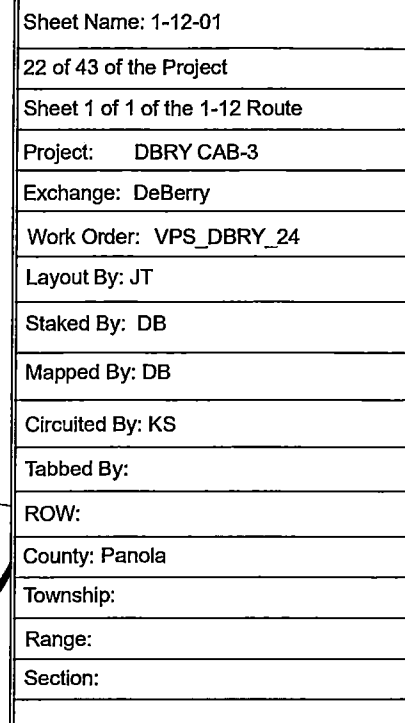 Sheet Name: 1-12-01
22 of 43 of the Project
Sheet 1 of 1 of the 1-12 Route
Project: DBRY CAB-3
Exchange: DeBerry
Work Order: VPS_DBRY_24
Layout By: JT
Staked By: DB
Mapped By: DB
Circuited By: KS
Tabbed By:
ROW:
County: Panola
Township:
Range:
Section: